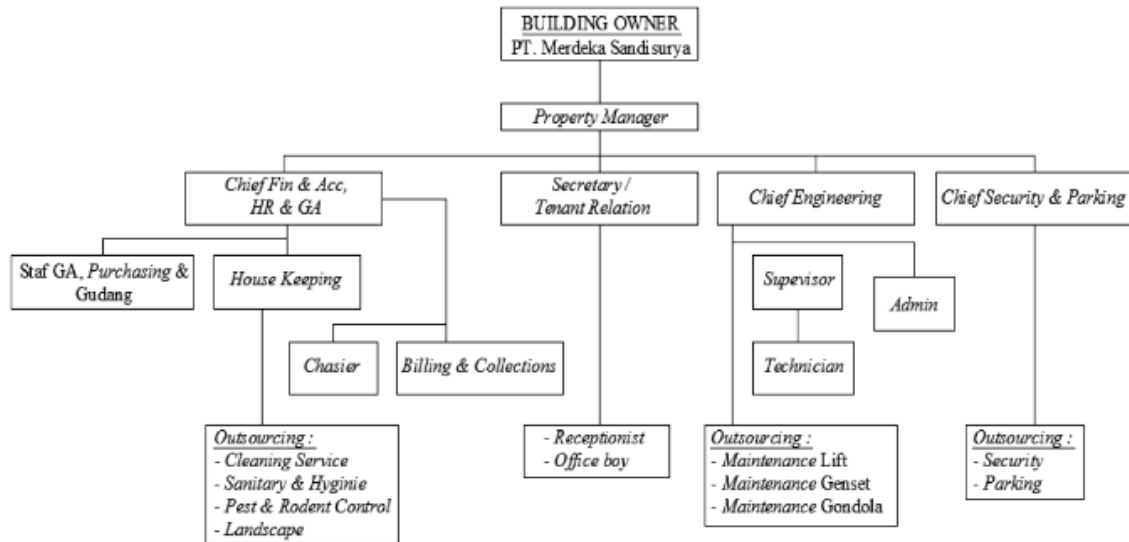 BUILDING OWNER
PT. Merdeka Sandisurya
Property Manager
Chief Fin & Acc,
HR & GA
Secretary /
Tenant Relation
Chief Engineering
Chief Security & Parking
Staf GA, Purchasing &
Gudang
House Keeping
Supevisor
Admin
Chasier
Billing & Collections
Technician
Outsourcing :
- Cleaning Service
- Sanitary & Hyginie
- Pest & Rodent Control
- Landscape
- Receptionist
- Office boy
Outsourcing :
- Maintenance Lift
- Maintenance Genset
- Maintenance Gondola
Outsourcing :
- Security
- Parking